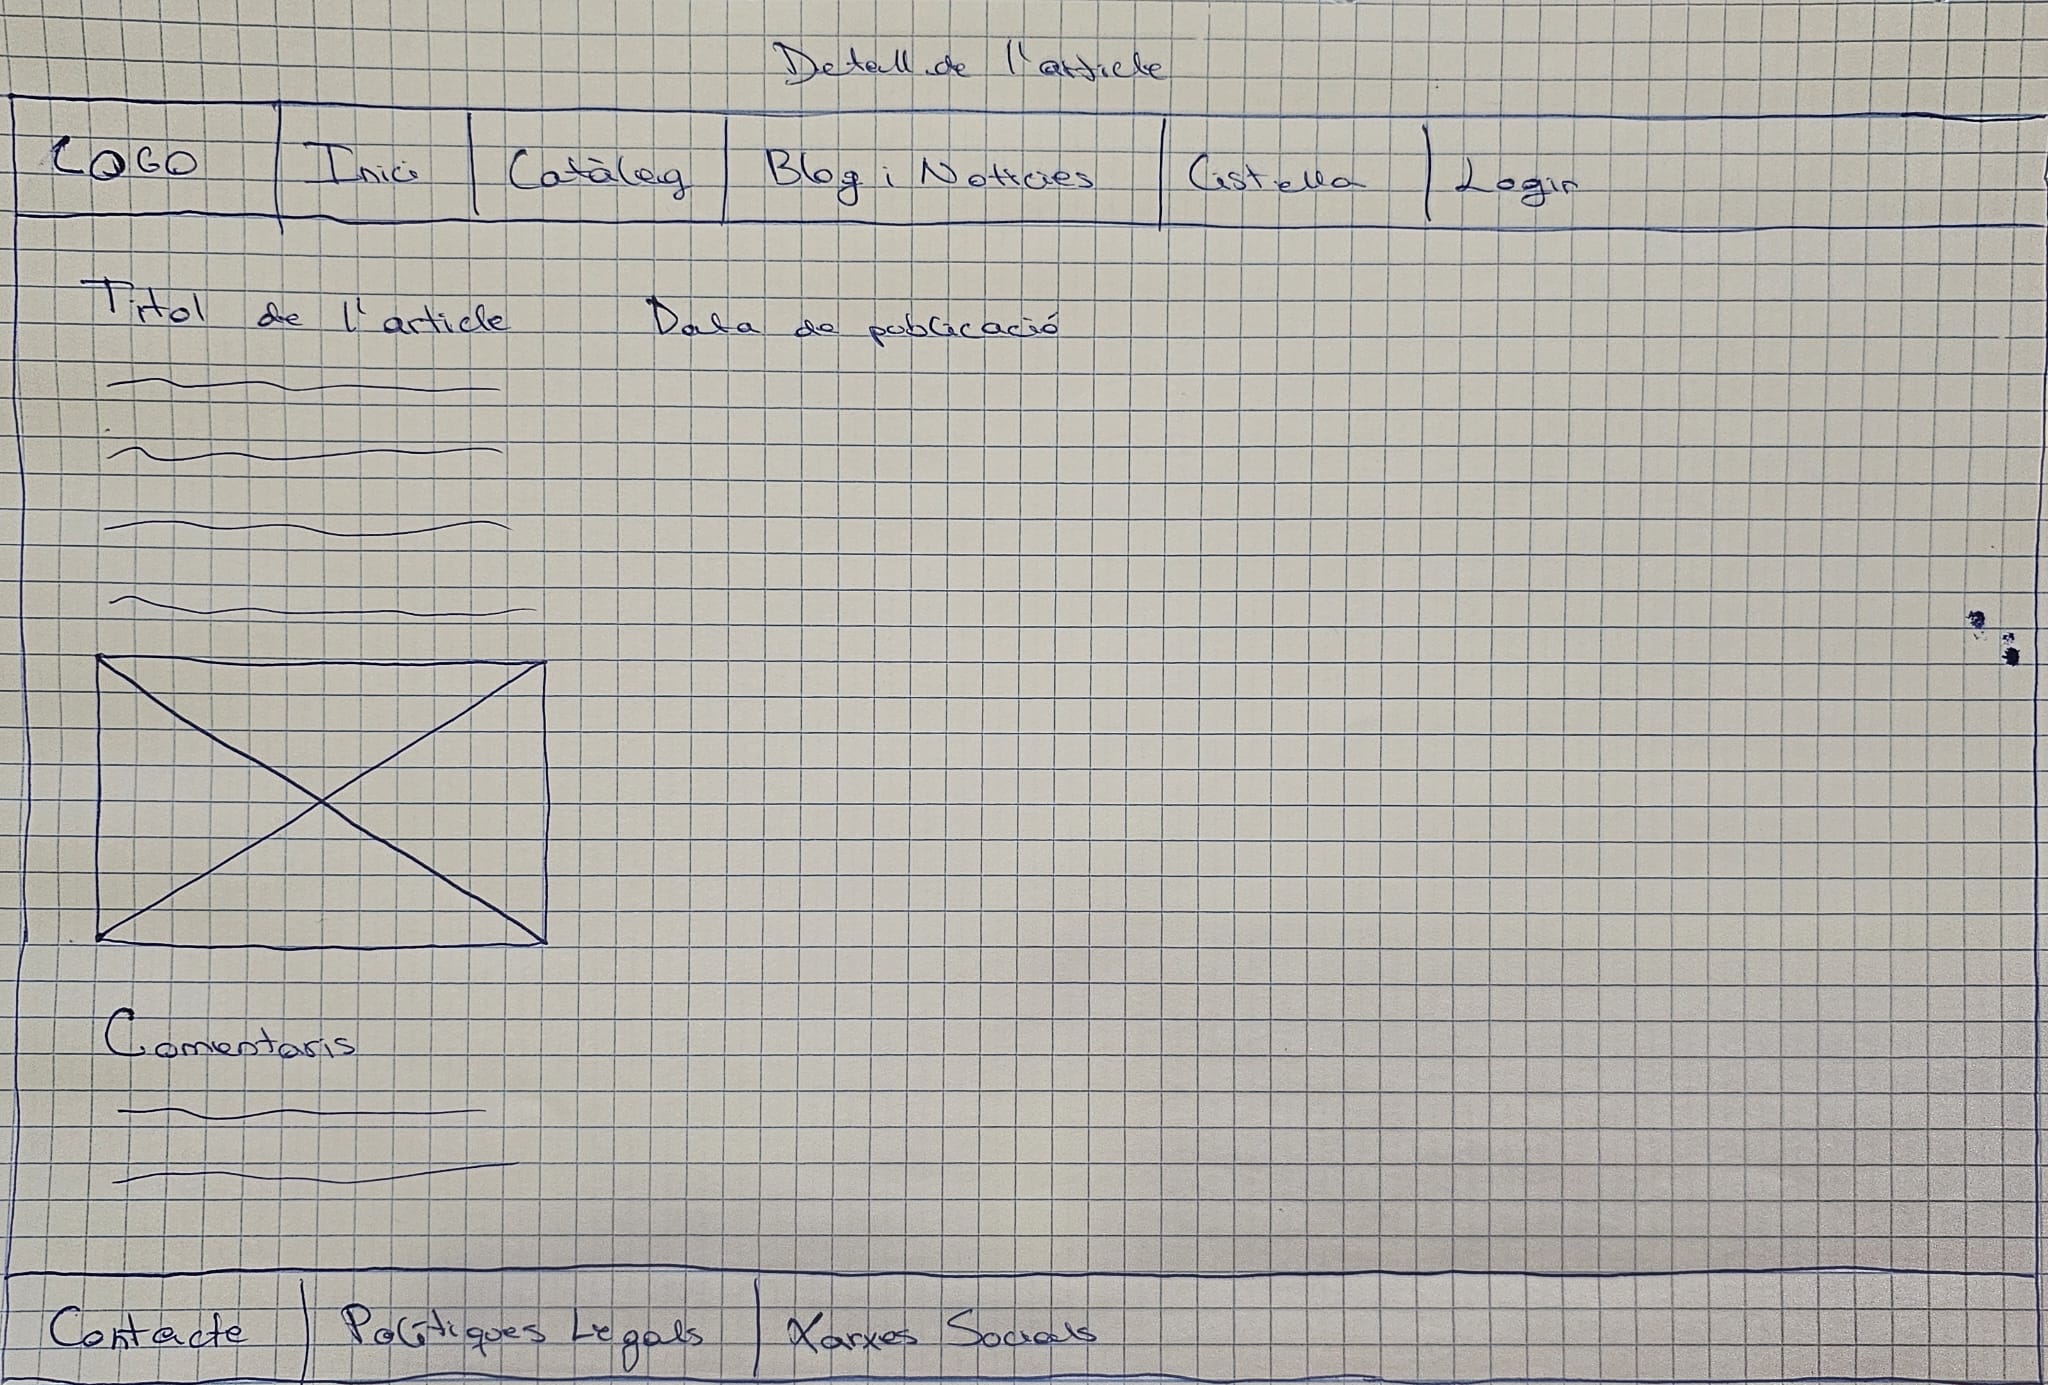 Detall de l'article
LOGO Inici Catàleg Blog i Notícies Cistella Login
Títol de l'article Data de publicació
Comentaris
Contacte Polítiques Legals Xarxes Socials